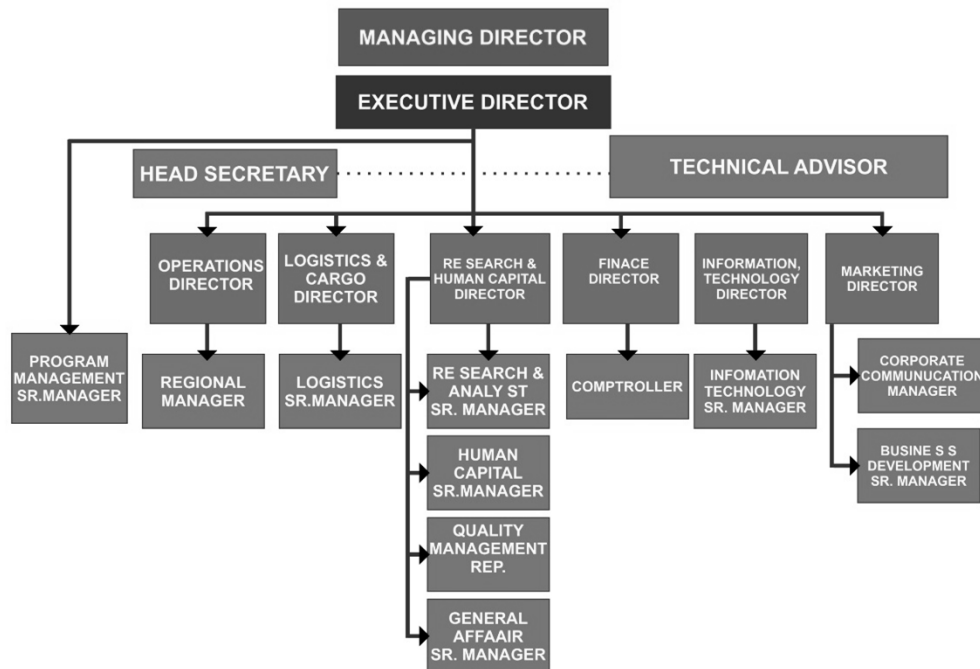 MANAGING DIRECTOR
EXECUTIVE DIRECTOR
HEAD SECRETARY
TECHNICAL ADVISOR
OPERATIONS
DIRECTOR
LOGISTICS &
CARGO
DIRECTOR
RE SEARCH &
HUMAN CAPITAL
DIRECTOR
FINACE
DIRECTOR
INFORMATION,
TECHNOLOGY
DIRECTOR
MARKETING
DIRECTOR
PROGRAM
MANAGEMENT
SR.MANAGER
REGIONAL
MANAGER
LOGISTICS
SR.MANAGER
RE SEARCH &
ANALY ST
SR. MANAGER
COMPTROLLER
INFOMATION
TECHNOLOGY
SR. MANAGER
CORPORATE
COMMUNUCATION
MANAGER
HUMAN
CAPITAL
SR.MANAGER
BUSINE S S
DEVELOPMENT
SR. MANAGER
QUALITY
MANAGEMENT
REP.
GENERAL
AFFAAIR
SR. MANAGER